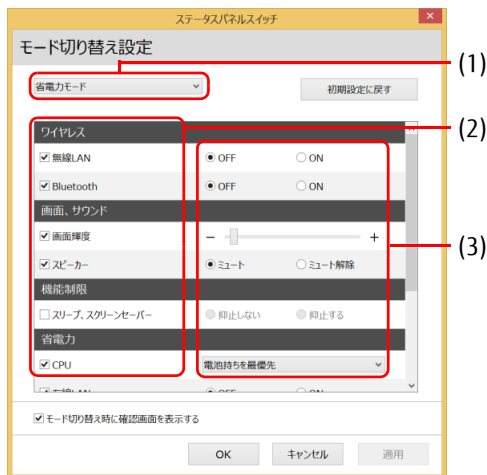 ステータスパネルスイッチ
モード切り替え設定
(1)
省電力モード
初期設定に戻す
(2)
ワイヤレス
無線LAN OFF ON
Bluetooth OFF ON
画面、サウンド
画面輝度 − +
(3)
スピーカー ミュート ミュート解除
機能制限
スリープ、スクリーンセーバー 抑止しない 抑止する
省電力
CPU 電池持ちを最優先
有線LAN OFF ON
モード切り替え時に確認画面を表示する
OK キャンセル 適用